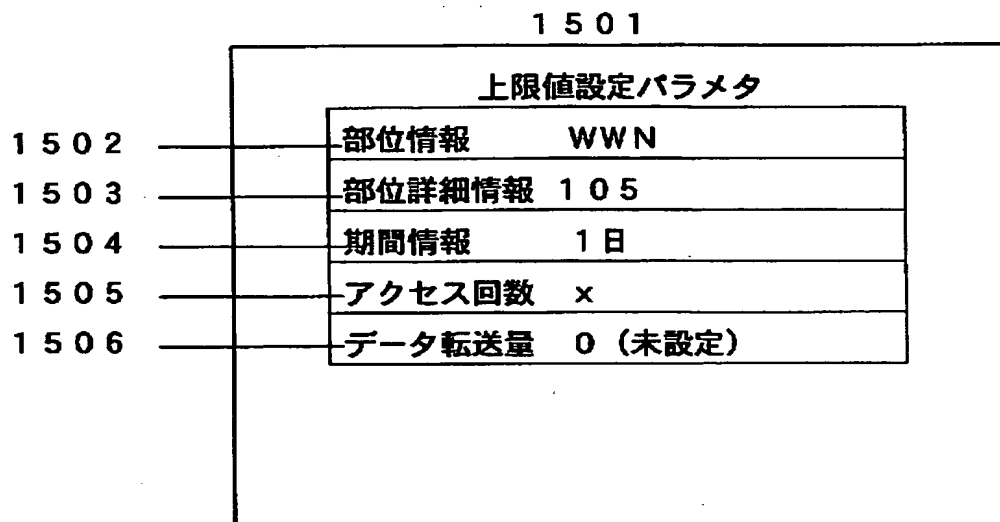 １５０１
上限値設定パラメタ
１５０２ 部位情報 ＷＷＮ
１５０３ 部位詳細情報 １０５
１５０４ 期間情報 １日
１５０５ アクセス回数 ｘ
１５０６ データ転送量 ０（未設定）